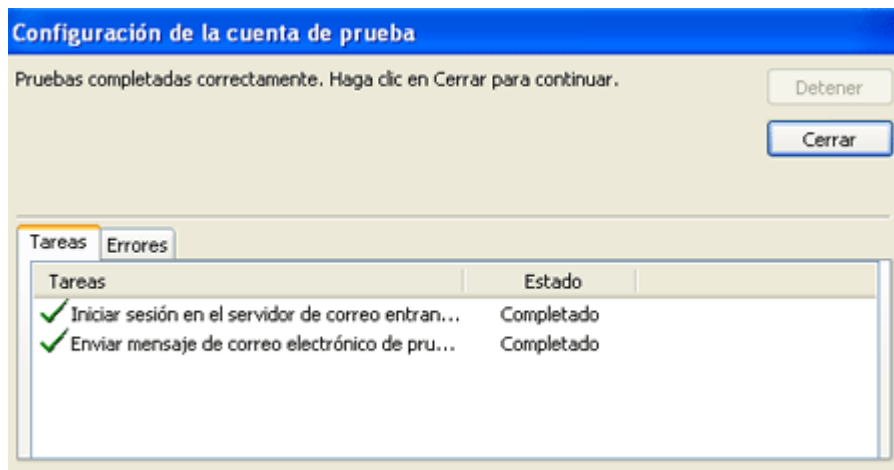 Configuración de la cuenta de prueba
Pruebas completadas correctamente. Haga clic en Cerrar para continuar.
Detener
Cerrar
Tareas Errores
Tareas Estado
Iniciar sesión en el servidor de correo entran... Completado
Enviar mensaje de correo electrónico de pru... Completado